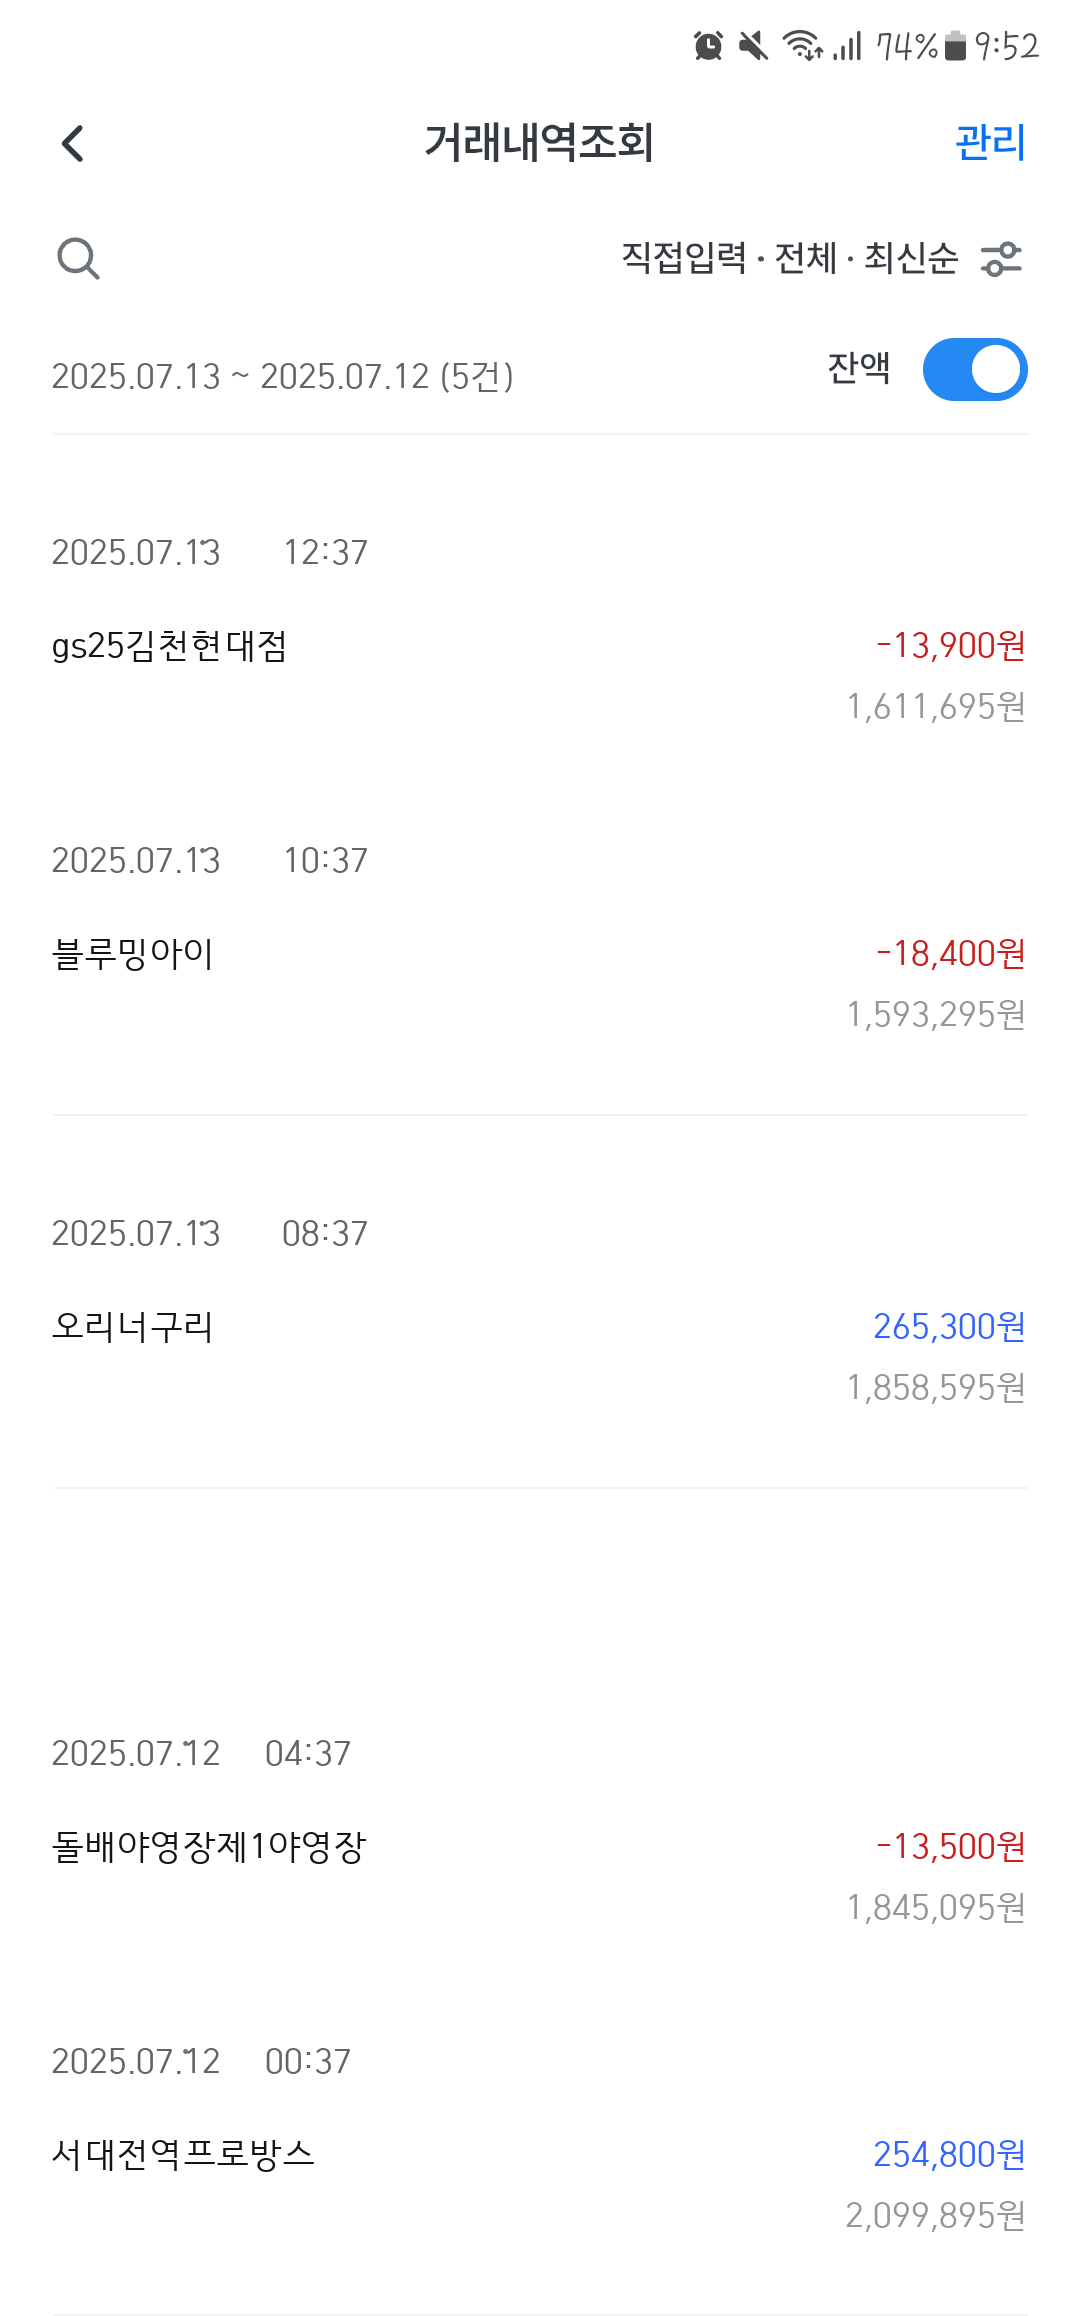 74% 9:52
거래내역조회 관리
직접입력 · 전체 · 최신순
2025.07.13 ~ 2025.07.12 (5건) 잔액
2025.07.13 12:37
gs25김천현대점 -13,900원
1,611,695원
2025.07.13 10:37
블루밍아이 -18,400원
1,593,295원
2025.07.13 08:37
오리너구리 265,300원
1,858,595원
2025.07.12 04:37
돌배야영장제1야영장 -13,500원
1,845,095원
2025.07.12 00:37
서대전역프로방스 254,800원
2,099,895원